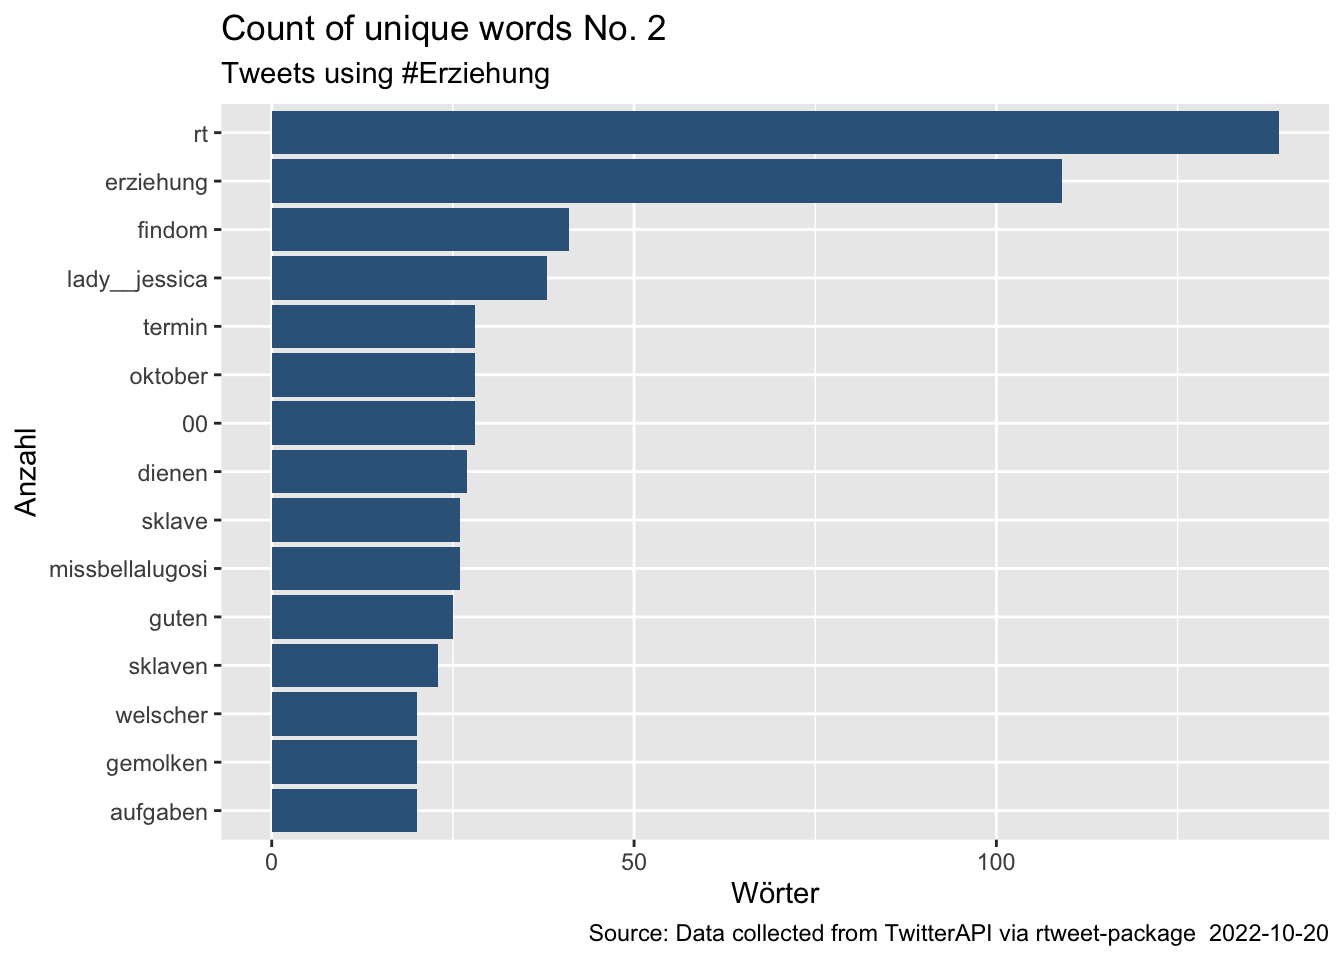 Count of unique words No. 2
Tweets using #Erziehung
rt
erziehung
findom
lady__jessica
termin
oktober
00
dienen
sklave
missbellalugosi
guten
sklaven
welscher
gemolken
aufgaben
Anzahl
0 50 100
Wörter
Source: Data collected from TwitterAPI via rtweet-package  2022-10-20